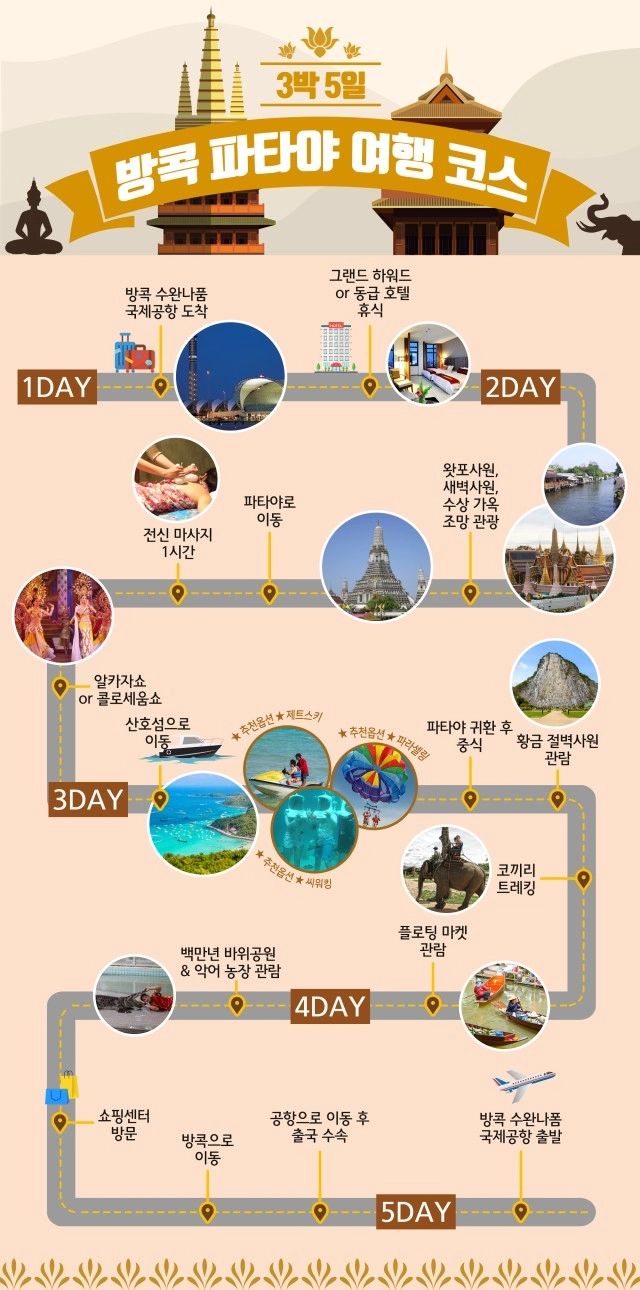 3박 5일
방콕 파타야 여행 코스
방콕 수완나품
국제공항 도착
그랜드 하워드
or 동급 호텔
휴식
HOTEL
1DAY
2DAY
왓포사원,
새벽사원,
수상 가옥
조망 관광
파타야로
이동
전신 마사지
1시간
알카자쇼
or 콜로세움쇼
3DAY
산호섬으로
이동
★ 추천옵션 ★ 제트스키
★ 추천옵션 ★ 파라셀링
★ 추천옵션 ★ 씨워킹
파타야 귀환 후
중식
황금 절벽사원
관람
코끼리
트레킹
플로팅 마켓
관람
4DAY
백만년 바위공원
& 악어 농장 관람
쇼핑센터
방문
방콕으로
이동
공항으로 이동 후
출국 수속
5DAY
방콕 수완나폼
국제공항 출발